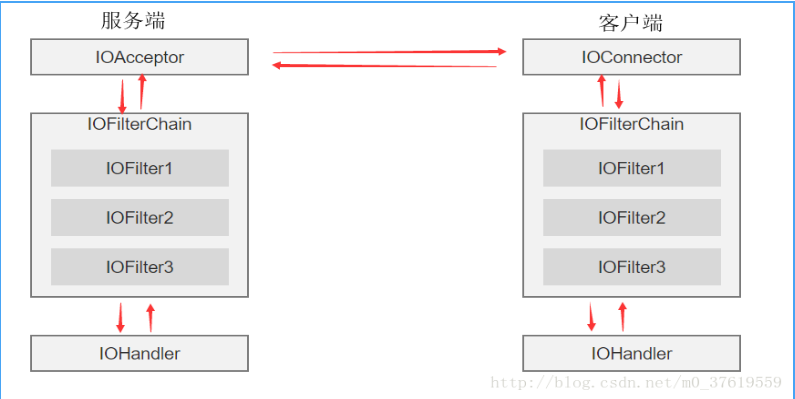 服务端
客户端
IOAcceptor
IOConnector
IOFilterChain
IOFilterChain
IOFilter1
IOFilter1
IOFilter2
IOFilter2
IOFilter3
IOFilter3
IOHandler
IOHandler
http://blog.csdn.net/m0_37619559